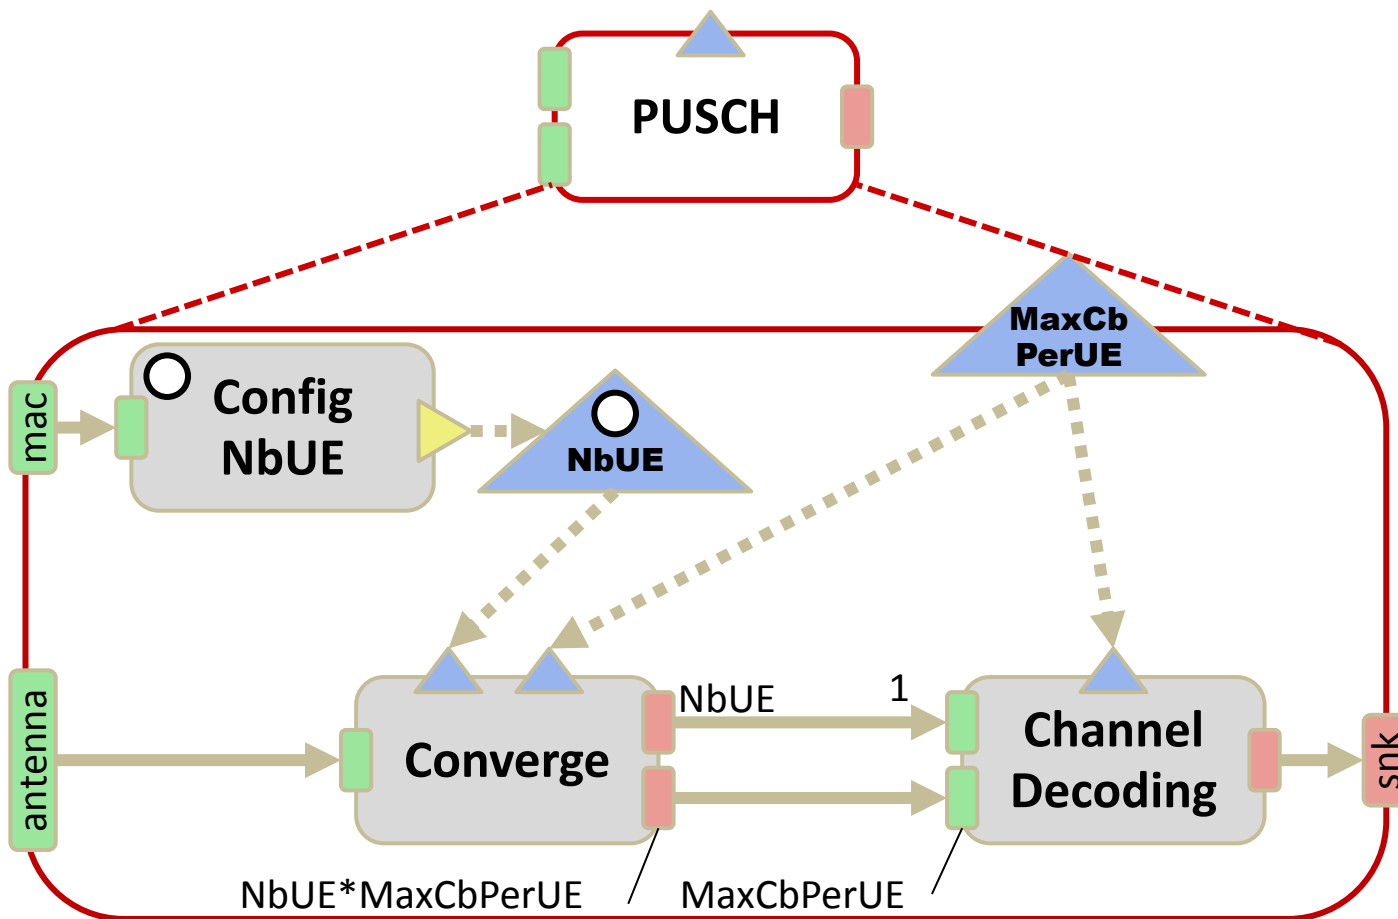 PUSCH
MaxCb
PerUE
mac
Config
NbUE
NbUE
antenna
Converge
NbUE
1
Channel
Decoding
snk
NbUE*MaxCbPerUE
MaxCbPerUE